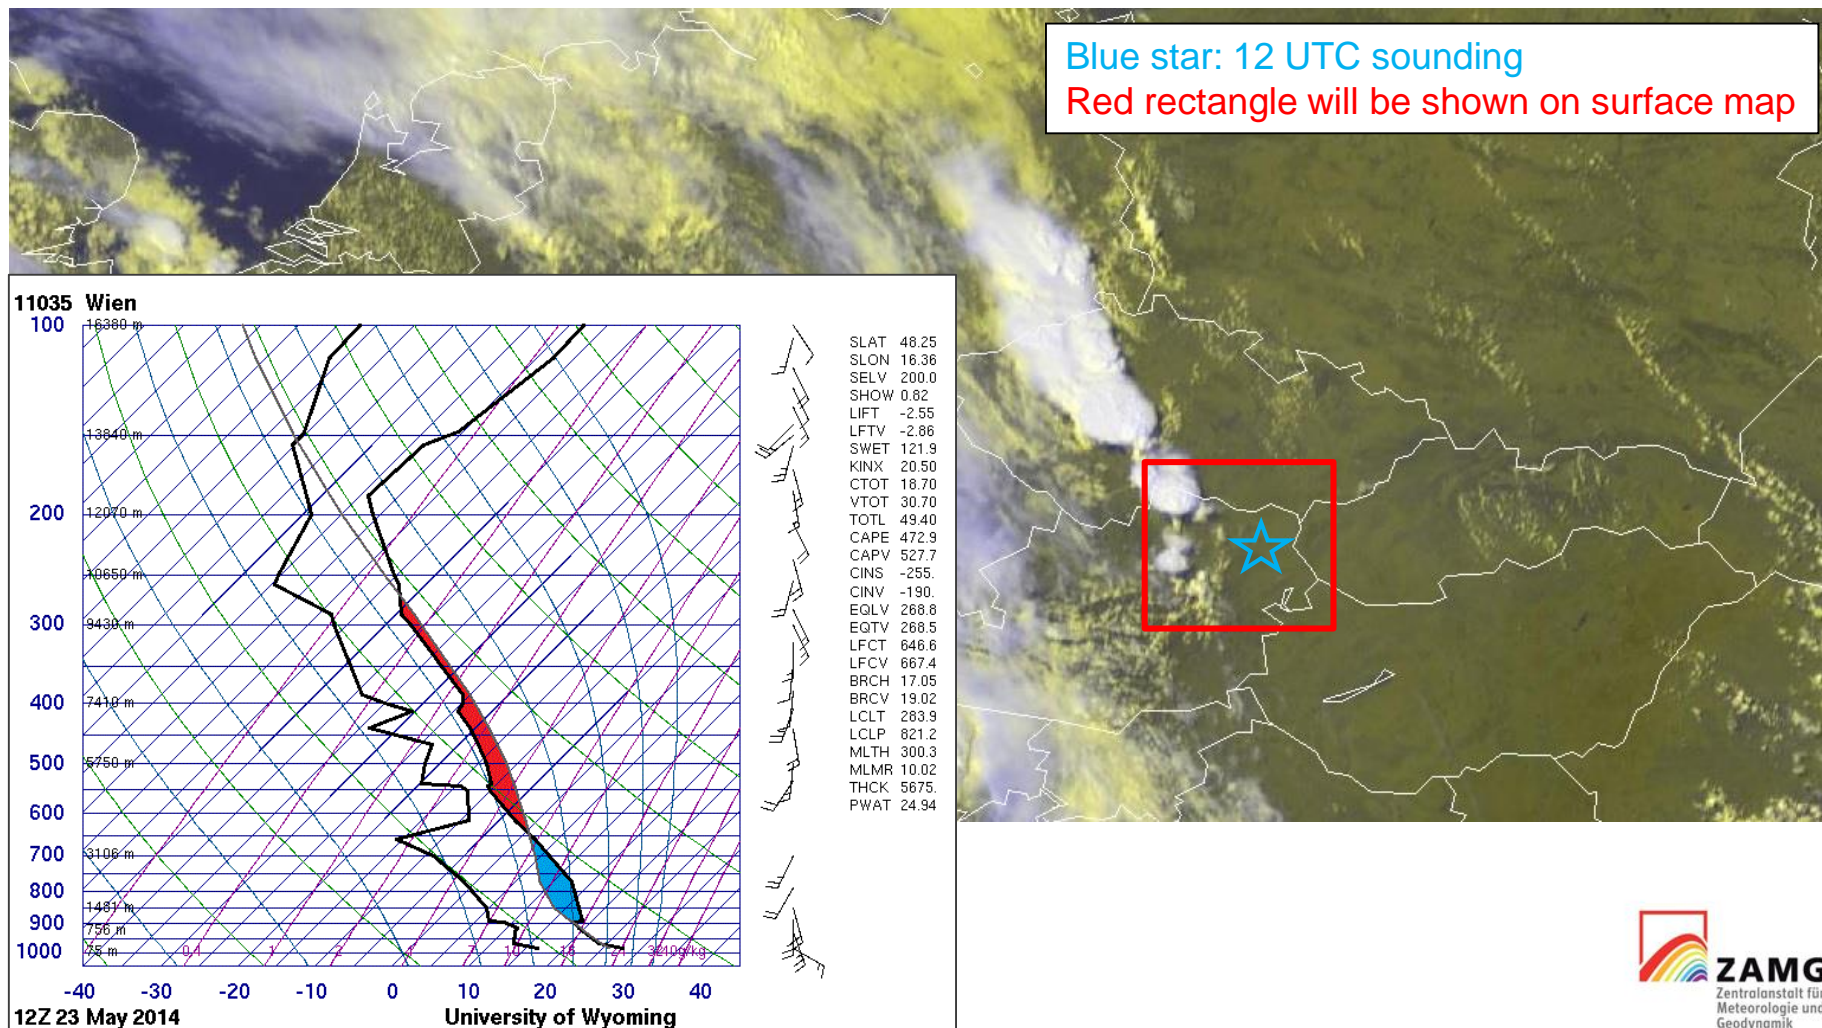 Blue star: 12 UTC sounding
Red rectangle will be shown on surface map
11035 Wien
100
16380 m
13840 m
200
12070 m
10650 m
300
9430 m
400
7410 m
500
5750 m
600
700
3106 m
800
1481 m
900
756 m
1000
75 m
0.1
1
2
4
7
10
16
21
32
40g/kg
-40 -30 -20 -10 0 10 20 30 40
12Z 23 May 2014
University of Wyoming
SLAT 48.25
SLON 16.36
SELV 200.0
SHOW 0.82
LIFT -2.55
LFTV -2.86
SWET 121.9
KINX 20.50
CTOT 18.70
VTOT 30.70
TOTL 49.40
CAPE 472.9
CAPV 527.7
CINS -255.
CINV -190.
EQLV 268.8
EQTV 268.5
LFCT 646.6
LFCV 667.4
BRCH 17.05
BRCV 19.02
LCLT 283.9
LCLP 821.2
MLTH 300.3
MLMR 10.02
THCK 5675.
PWAT 24.94
ZAMG
Zentralanstalt für
Meteorologie und
Geodynamik